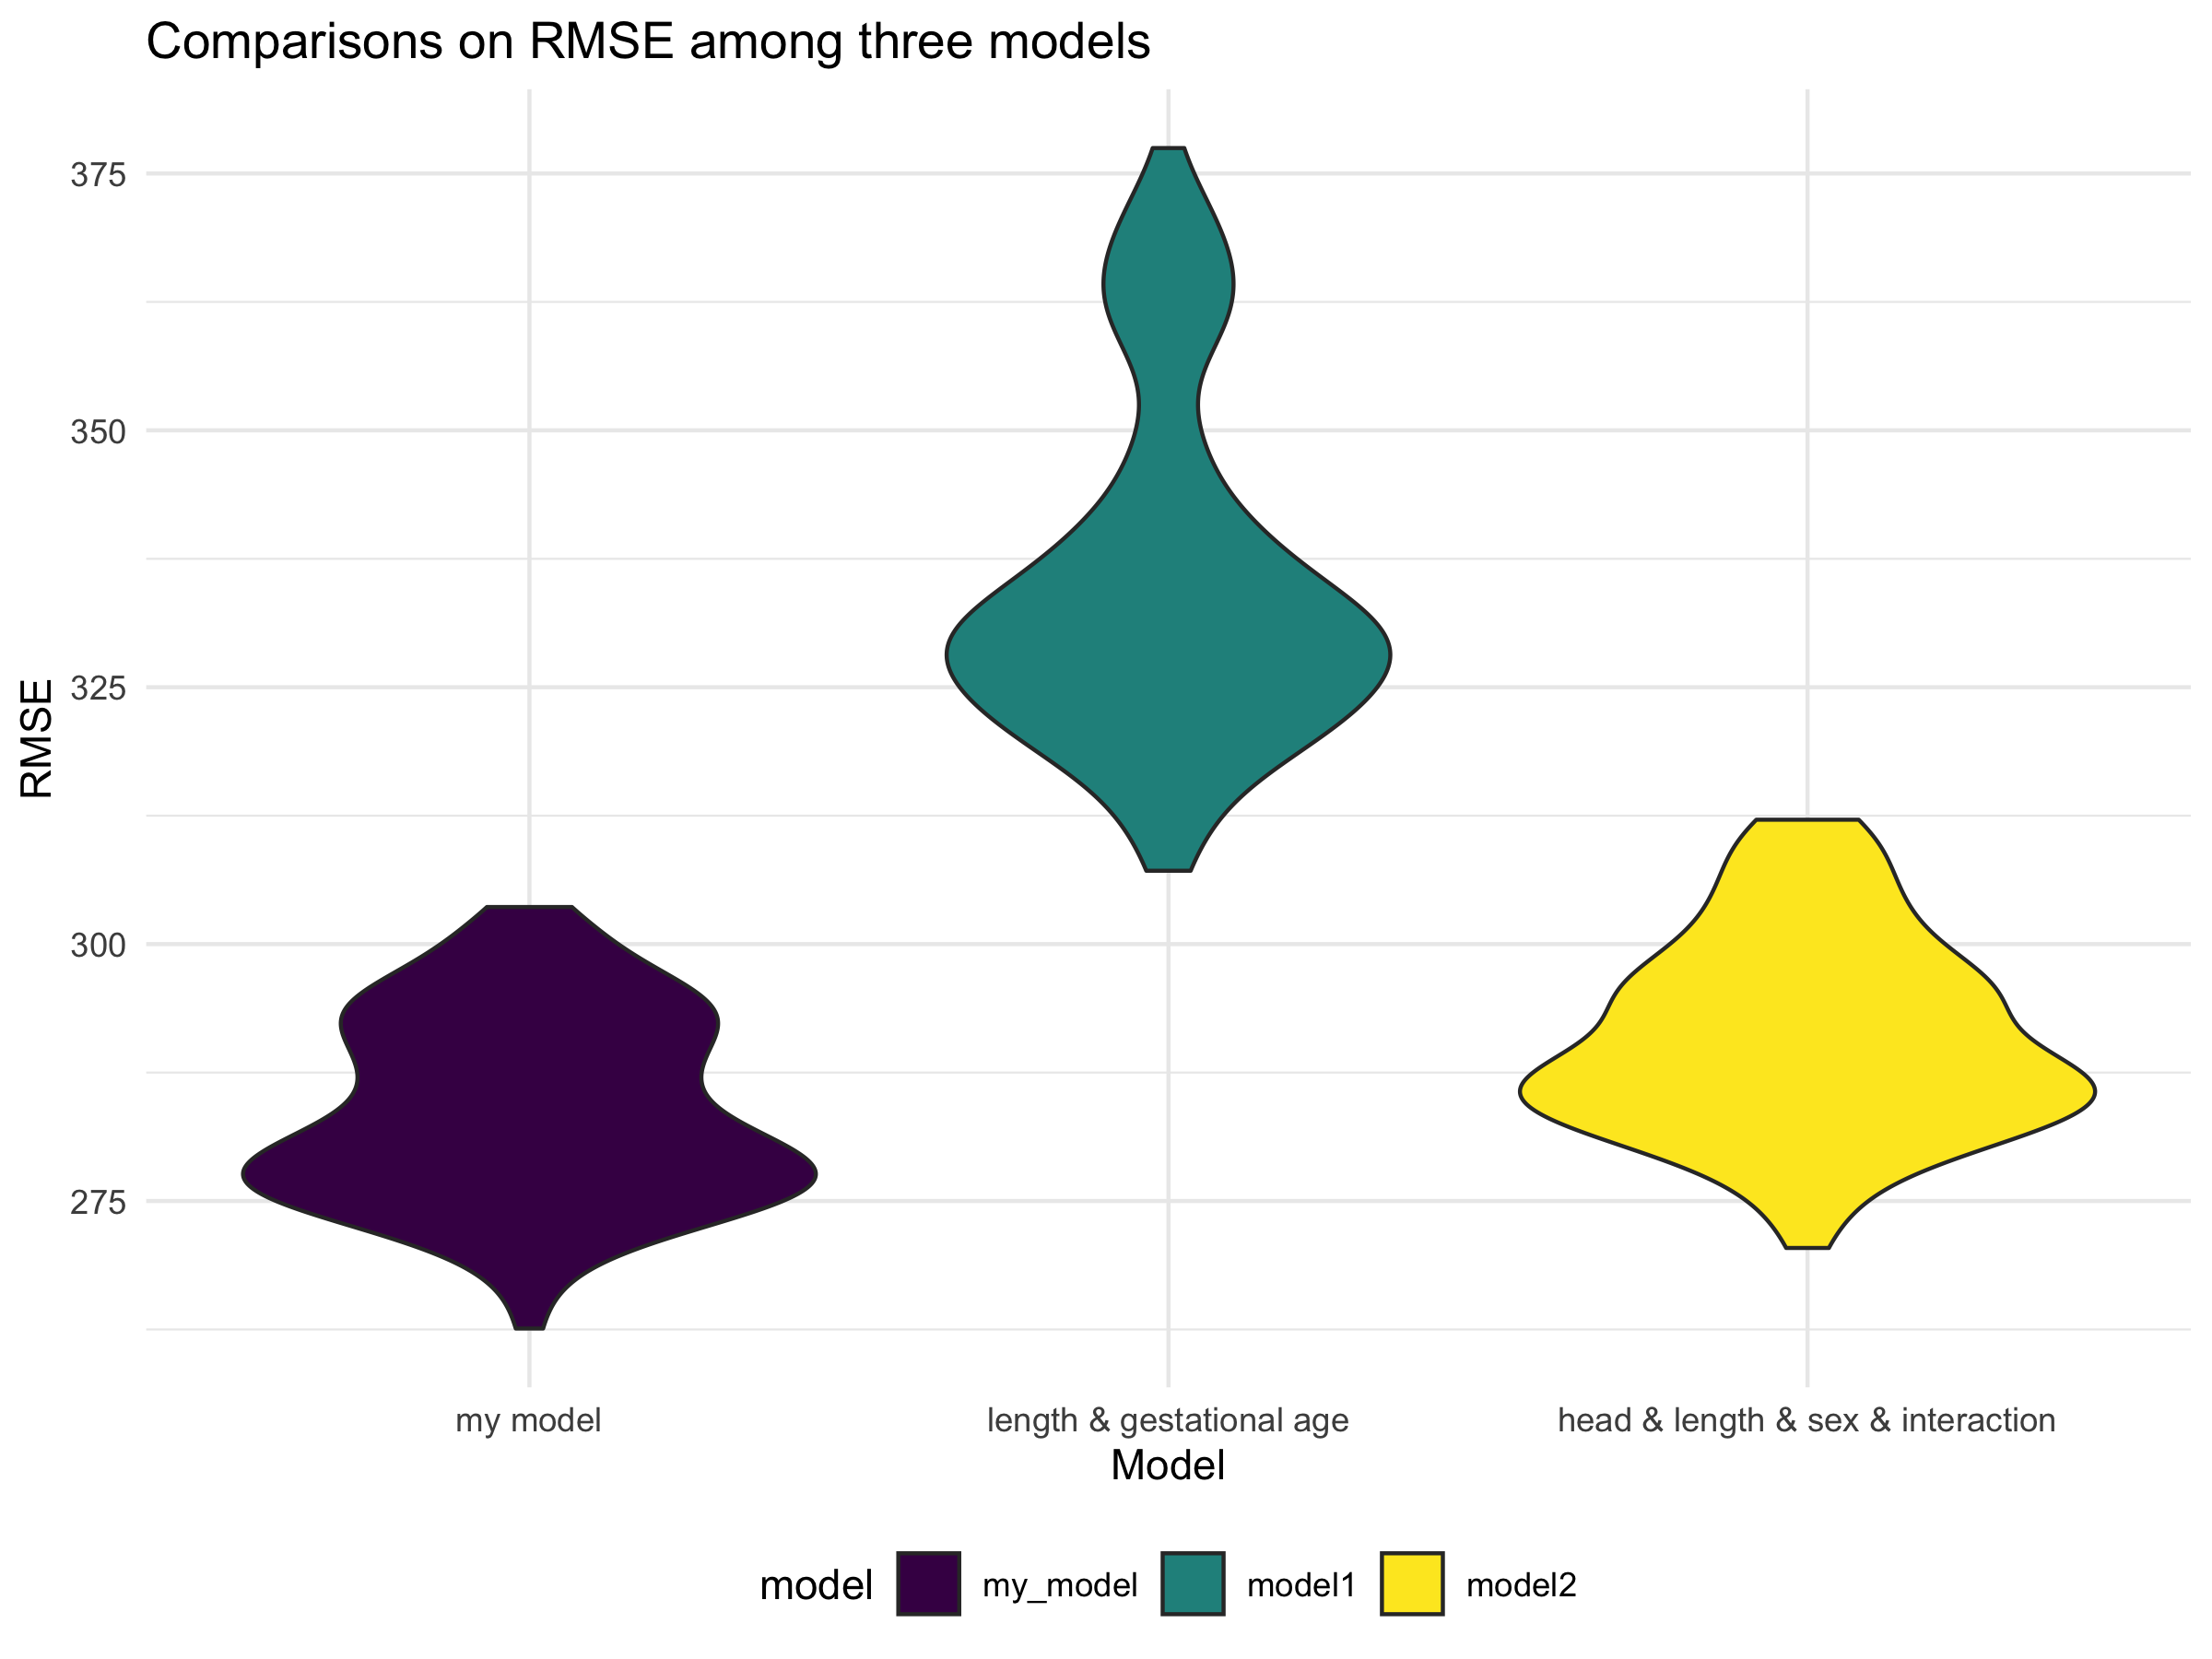 Comparisons on RMSE among three models
375
350
325
300
275
RMSE
my model
length & gestational age
head & length & sex & interaction
Model
model
my_model
model1
model2